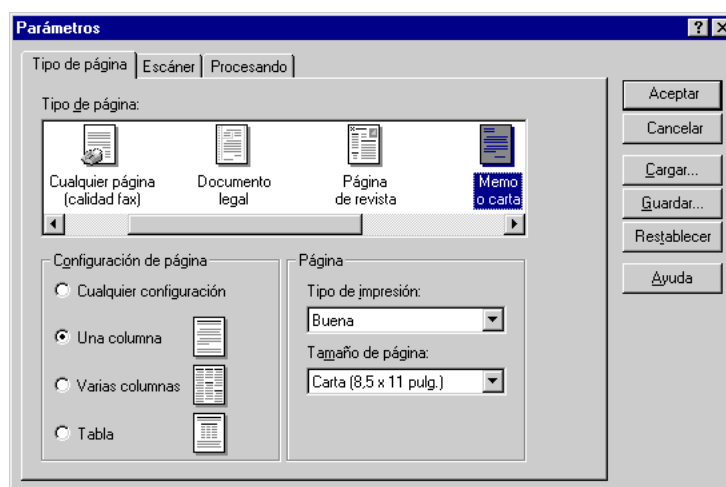 Parámetros
Tipo de página Escáner Procesando
Tipo de página:
Cualquier página
(calidad fax)
Documento
legal
Página
de revista
Memo
o carta
Configuración de página
Cualquier configuración
Una columna
Varias columnas
Tabla
Página
Tipo de impresión:
Buena
Tamaño de página:
Carta (8,5 x 11 pulg.)
Aceptar
Cancelar
Cargar...
Guardar...
Restablecer
Ayuda